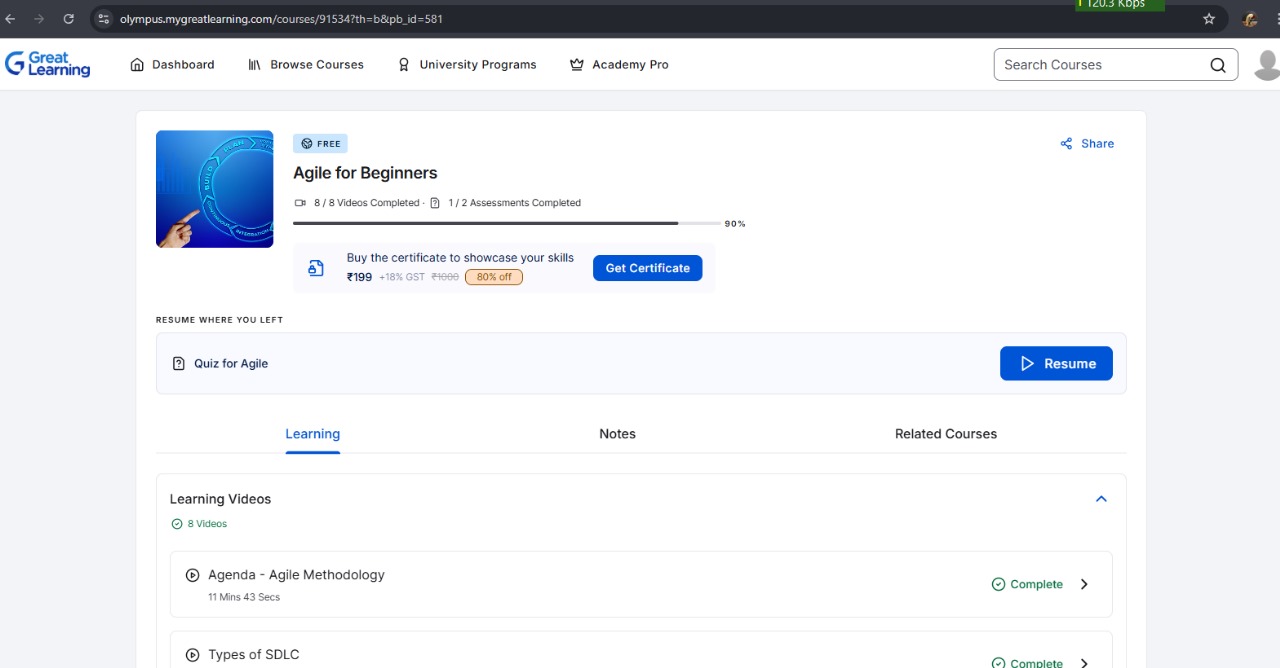 120.3 Kbps
olympus.mygreatlearning.com/courses/91534?th=b&pb_id=581
Great
Learning
Dashboard
Browse Courses
University Programs
Academy Pro
Search Courses
FREE
Share
Agile for Beginners
8 / 8 Videos Completed · 1 / 2 Assessments Completed
90%
Buy the certificate to showcase your skills
₹199 +18% GST ₹1000 80% off
Get Certificate
RESUME WHERE YOU LEFT
Quiz for Agile
Resume
Learning
Notes
Related Courses
Learning Videos
8 Videos
Agenda - Agile Methodology
11 Mins 43 Secs
Complete
Types of SDLC
Complete